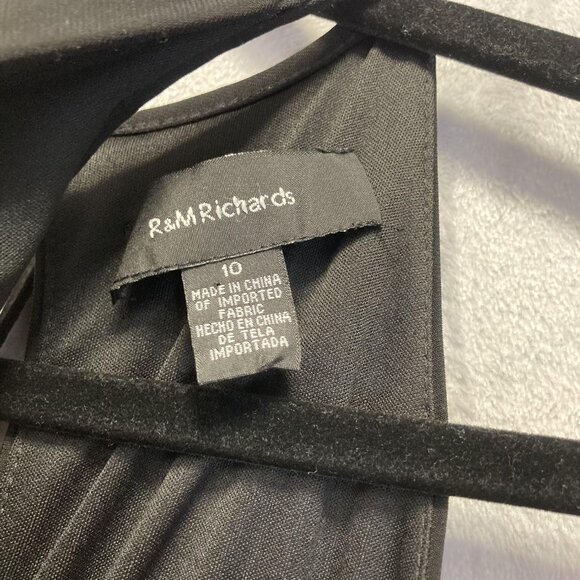 R&M Richards
10
MADE IN CHINA
OF IMPORTED
FABRIC
HECHO EN CHINA
DE TELA
IMPORTADA